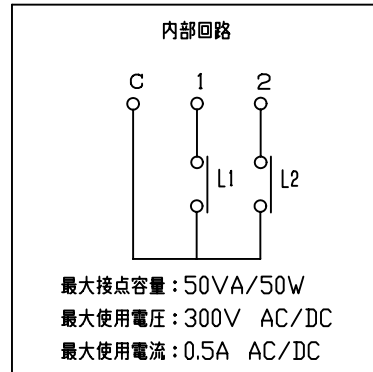 内部回路
C 1 2
L1 L2
最大接点容量:50VA/50W
最大使用電圧:300V AC/DC
最大使用電流:0.5A AC/DC